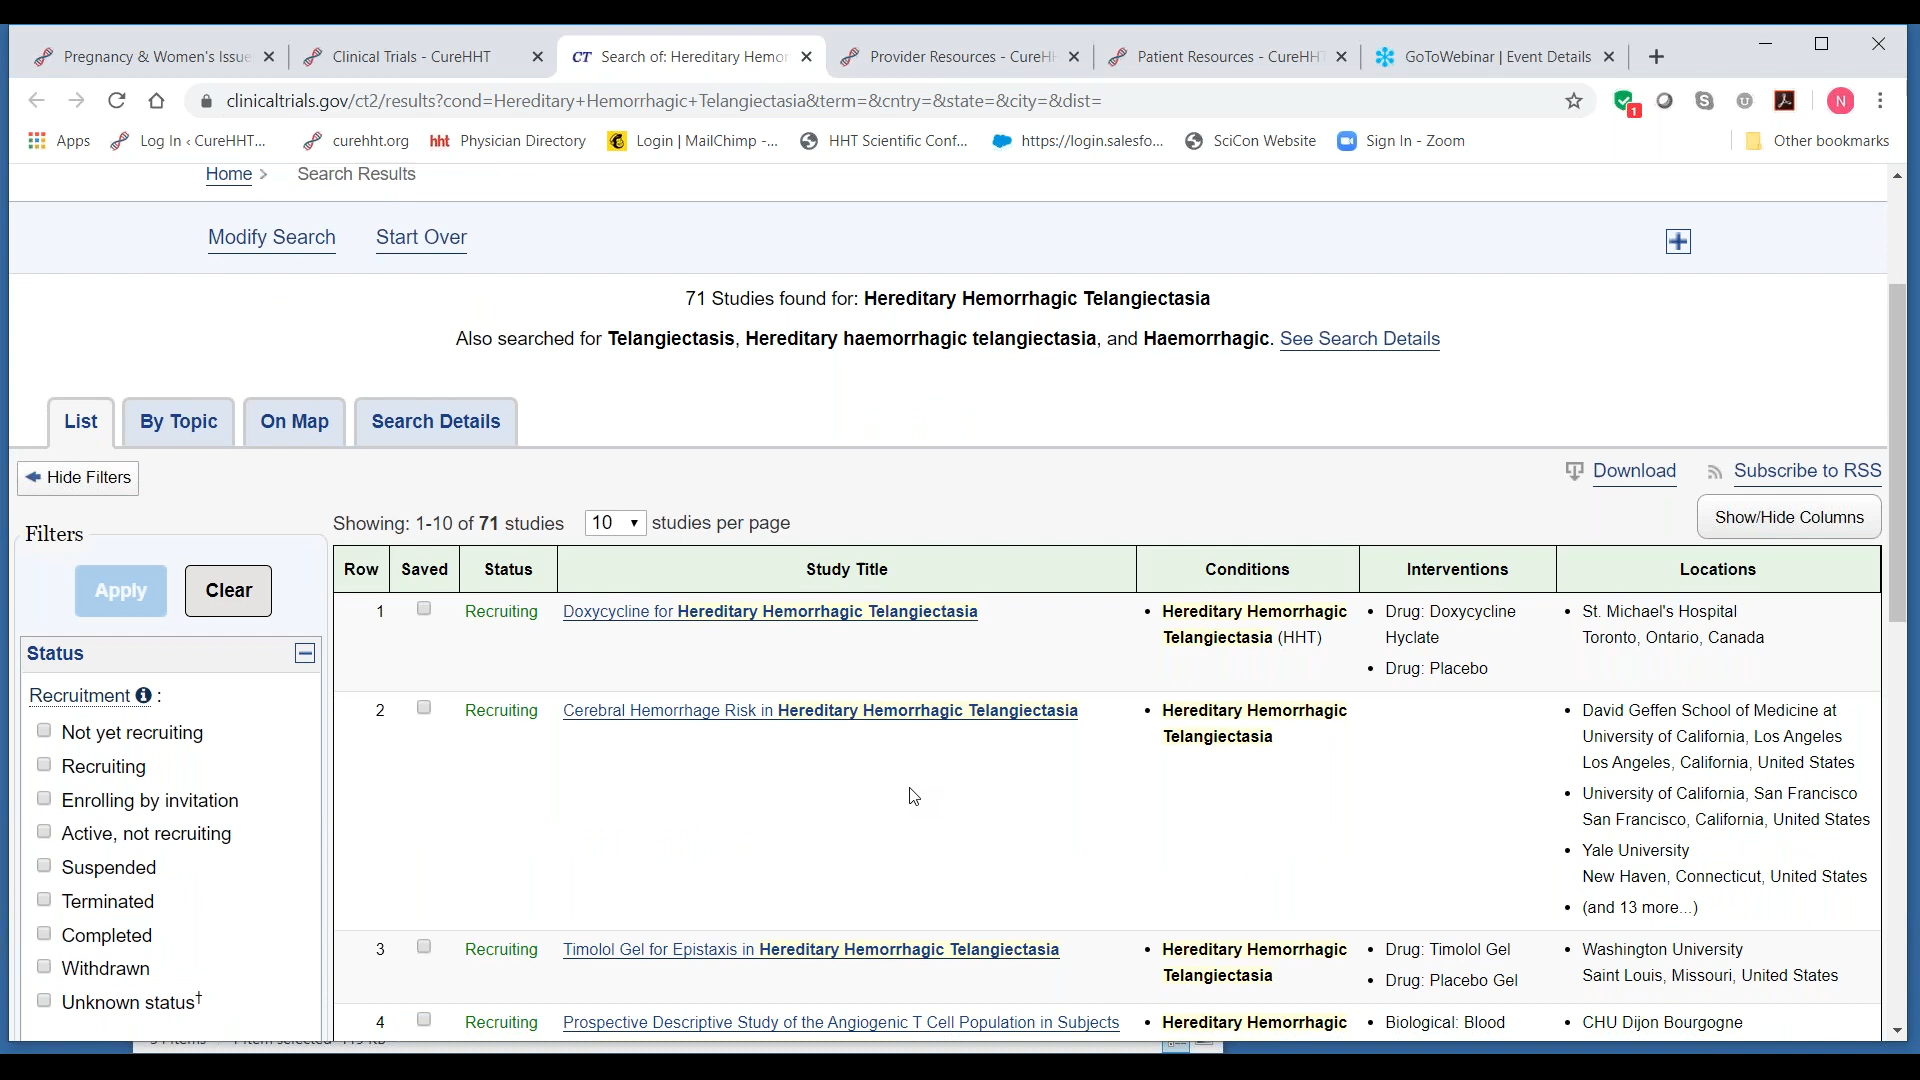 Pregnancy & Women's Issue
Clinical Trials - CureHHT
CT Search of: Hereditary Hemor
Provider Resources - CureHH
Patient Resources - CureHHT
GoToWebinar | Event Details
clinicaltrials.gov/ct2/results?cond=Hereditary+Hemorrhagic+Telangiectasia&term=&cntry=&state=&city=&dist=
1
N
Apps
Log In ‹ CureHHT...
curehht.org
hht Physician Directory
Login | MailChimp -...
HHT Scientific Conf...
https://login.salesfo...
SciCon Website
Sign In - Zoom
Other bookmarks
Home > Search Results
Modify Search Start Over
71 Studies found for: Hereditary Hemorrhagic Telangiectasia
Also searched for Telangiectasis, Hereditary haemorrhagic telangiectasia, and Haemorrhagic. See Search Details
List By Topic On Map Search Details
Hide Filters
Download Subscribe to RSS
Show/Hide Columns
Showing: 1-10 of 71 studies 10 studies per page
Filters
Apply Clear
Status
Recruitment :
Not yet recruiting
Recruiting
Enrolling by invitation
Active, not recruiting
Suspended
Terminated
Completed
Withdrawn
Unknown status†
Row Saved Status Study Title Conditions Interventions Locations
1 Recruiting Doxycycline for Hereditary Hemorrhagic Telangiectasia
• Hereditary Hemorrhagic
Telangiectasia (HHT)
• Drug: Doxycycline
Hyclate
• Drug: Placebo
• St. Michael's Hospital
Toronto, Ontario, Canada
2 Recruiting Cerebral Hemorrhage Risk in Hereditary Hemorrhagic Telangiectasia
• Hereditary Hemorrhagic
Telangiectasia
• David Geffen School of Medicine at
University of California, Los Angeles
Los Angeles, California, United States
• University of California, San Francisco
San Francisco, California, United States
• Yale University
New Haven, Connecticut, United States
• (and 13 more...)
3 Recruiting Timolol Gel for Epistaxis in Hereditary Hemorrhagic Telangiectasia
• Hereditary Hemorrhagic
Telangiectasia
• Drug: Timolol Gel
• Drug: Placebo Gel
• Washington University
Saint Louis, Missouri, United States
4 Recruiting Prospective Descriptive Study of the Angiogenic T Cell Population in Subjects
• Hereditary Hemorrhagic
• Biological: Blood
• CHU Dijon Bourgogne